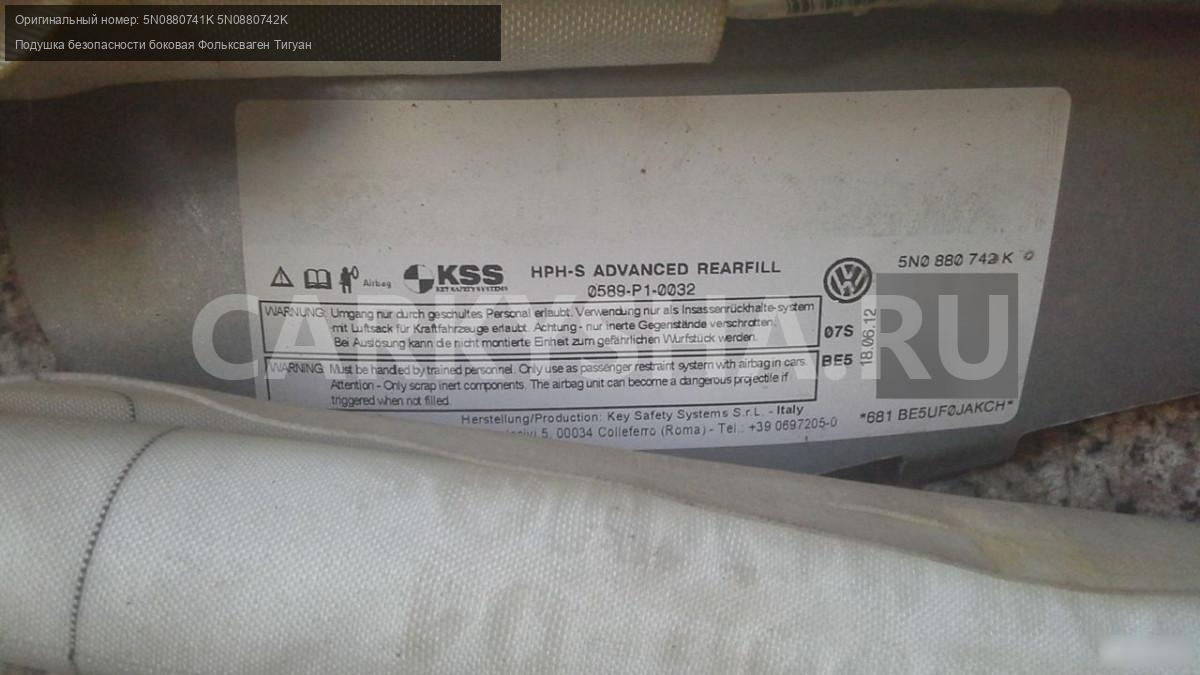 Оригинальный номер: 5N0880741K 5N0880742K
Подушка безопасности боковая Фольксваген Тигуан
Airbag
KSS
KEY SAFETY SYSTEMS
HPH-S ADVANCED REARFILL
0589-P1-0032
5N0 880 742 K
WARNUNG: Umgang nur durch geschultes Personal erlaubt. Verwendung nur als Insassenrückhalte-system
mit Luftsack für Kraftfahrzeuge erlaubt. Achtung - nur inerte Gegenstände verschrotten.
Bei Auslösung kann die nicht montierte Einheit zum gefährlichen Wurfstück werden.
07S
BE5
18.06.12
WARNING: Must be handled by trained personnel. Only use as passenger restraint system with airbag in cars.
Attention - Only scrap inert components. The airbag unit can become a dangerous projectile if
triggered when not filled.
Herstellung/Production: Key Safety Systems S.r.L. - Italy
5, 00034 Colleferro (Roma) - Tel.: +39 0697205-0
*681 BE5UF0JAKCH*
CARKYSHA.RU